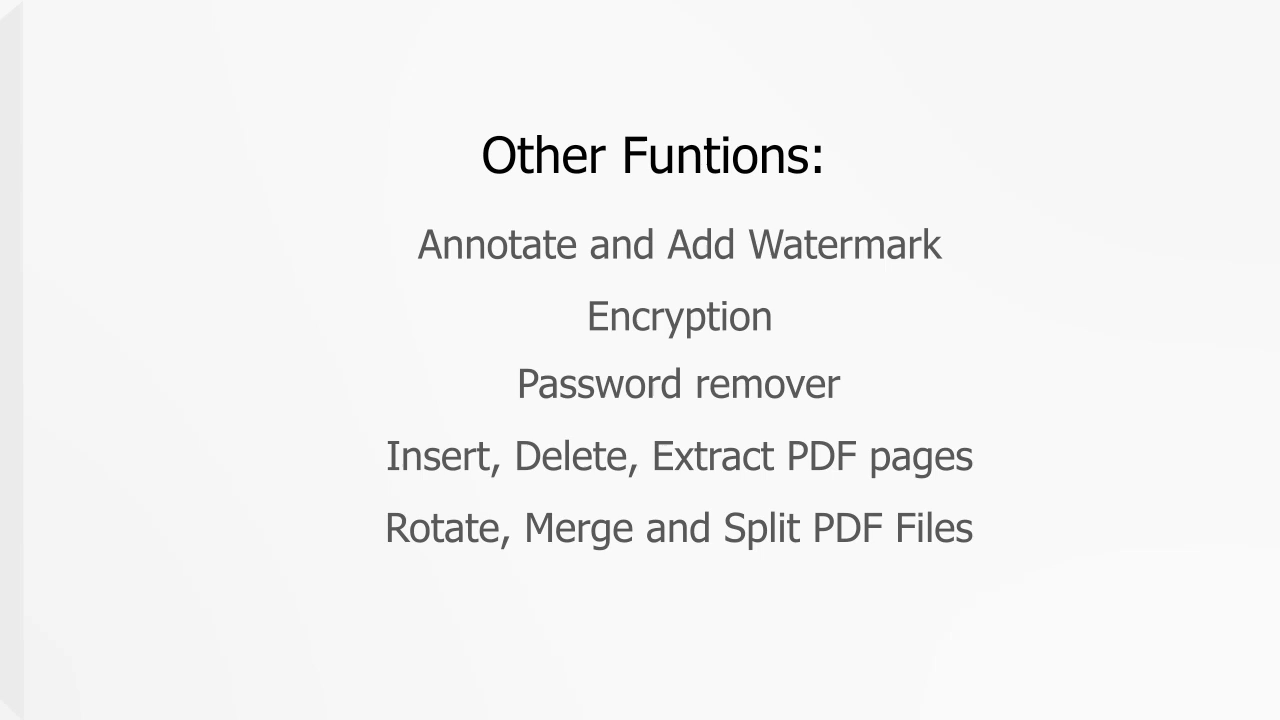 Other Funtions:
Annotate and Add Watermark
Encryption
Password remover
Insert, Delete, Extract PDF pages
Rotate, Merge and Split PDF Files